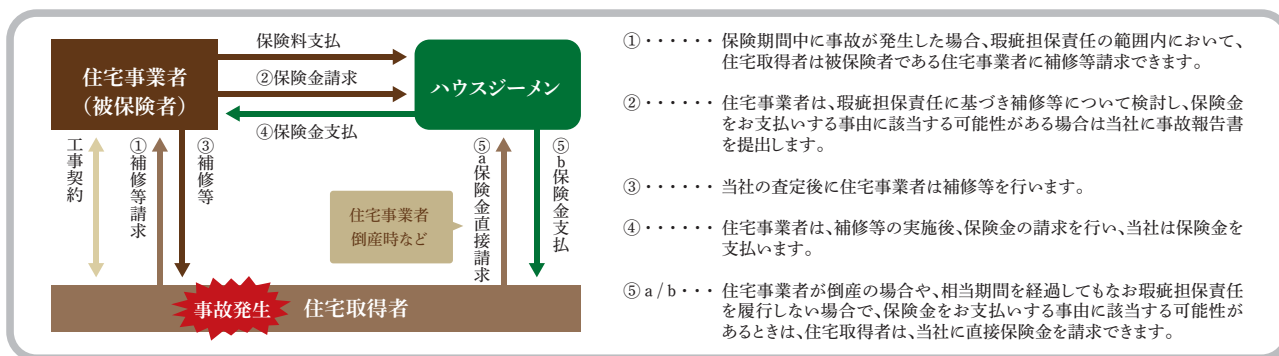 保険料支払
住宅事業者
（被保険者）
②保険金請求
ハウスジーメン
④保険金支払
工事契約
①補修等請求
③補修等
⑤a保険金直接請求
⑤b保険金支払
住宅事業者
倒産時など
事故発生
住宅取得者
①・・・・・・ 保険期間中に事故が発生した場合、瑕疵担保責任の範囲内において、
住宅取得者は被保険者である住宅事業者に補修等請求できます。
②・・・・・・ 住宅事業者は、瑕疵担保責任に基づき補修等について検討し、保険金
をお支払いする事由に該当する可能性がある場合は当社に事故報告書
を提出します。
③・・・・・・ 当社の査定後に住宅事業者は補修等を行います。
④・・・・・・ 住宅事業者は、補修等の実施後、保険金の請求を行い、当社は保険金を
支払います。
⑤a/b・・・ 住宅事業者が倒産の場合や、相当期間を経過してもなお瑕疵担保責任
を履行しない場合で、保険金をお支払いする事由に該当する可能性が
あるときは、住宅取得者は、当社に直接保険金を請求できます。